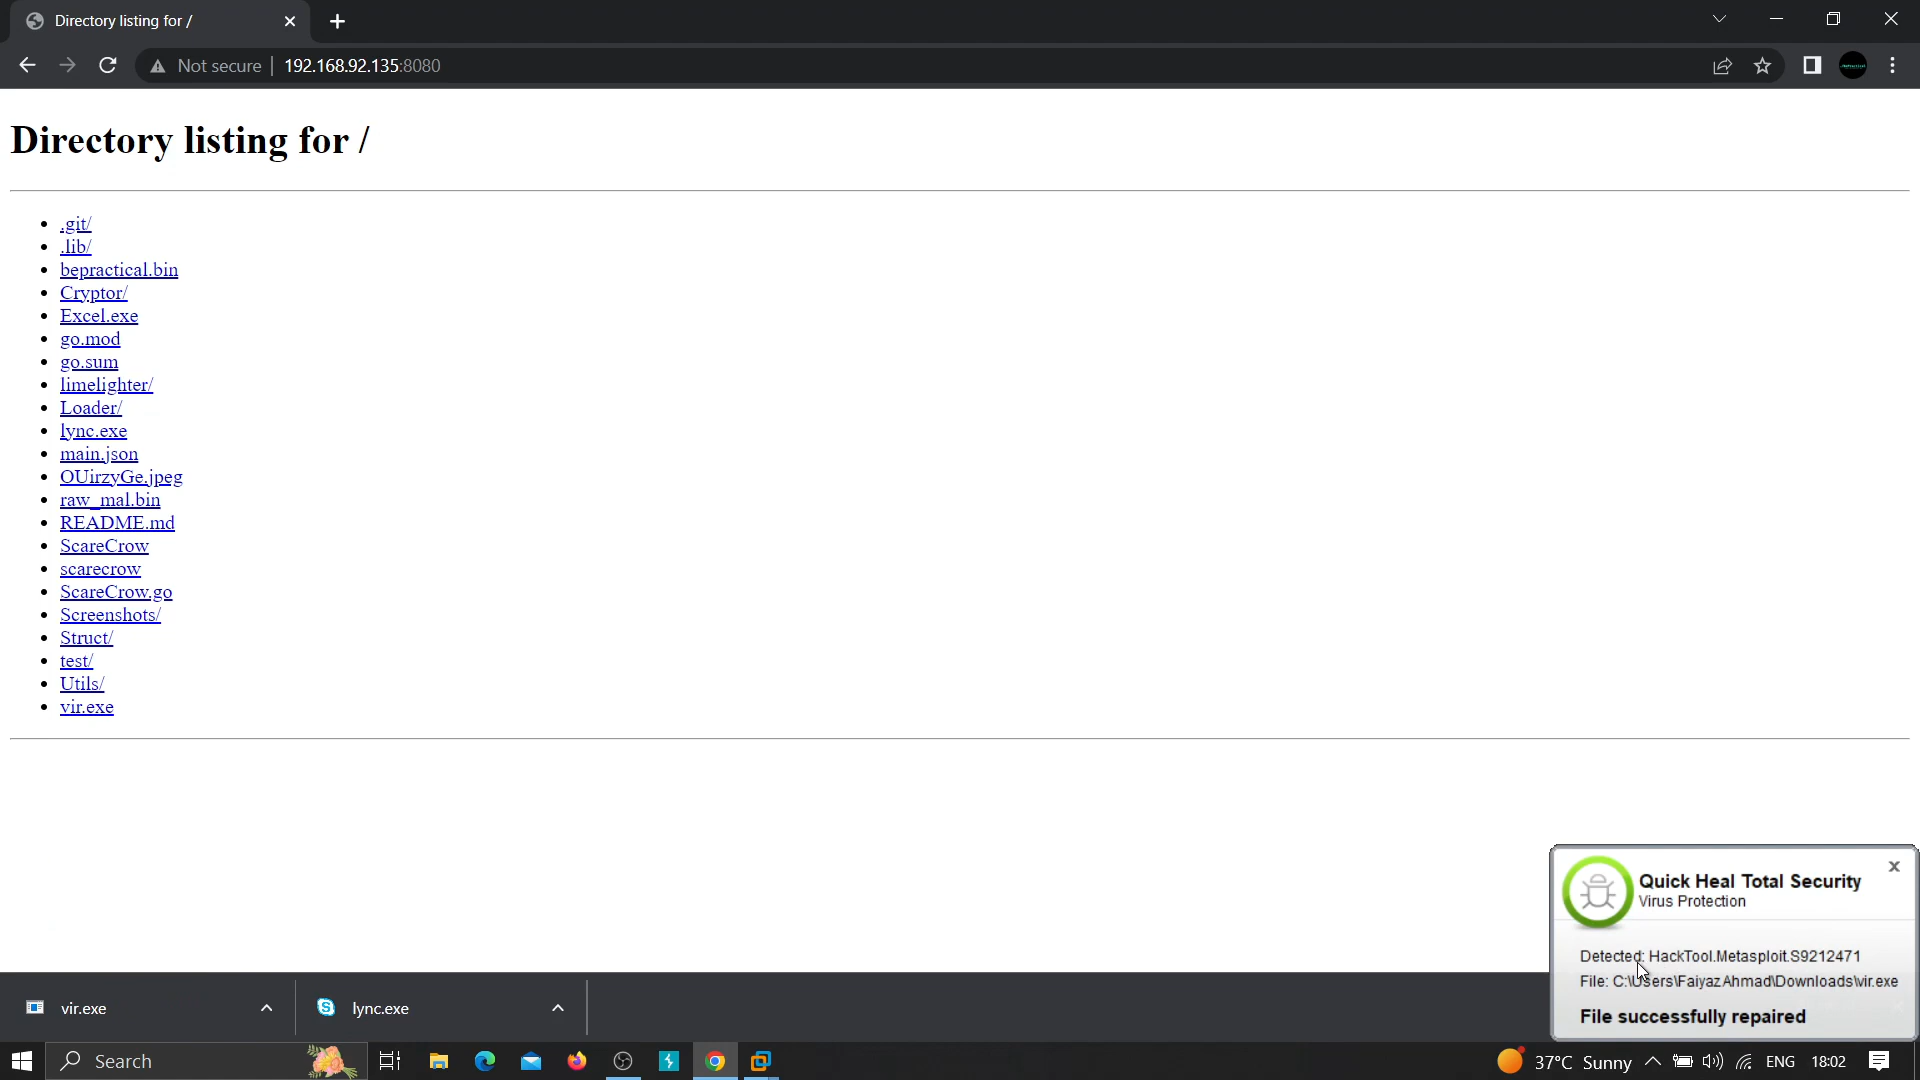 Directory listing for /
Not secure
192.168.92.135:8080
Directory listing for /
.git/
.lib/
bepractical.bin
Cryptor/
Excel.exe
go.mod
go.sum
limelighter/
Loader/
lync.exe
main.json
OUirzyGe.jpeg
raw_mal.bin
README.md
ScareCrow
scarecrow
ScareCrow.go
Screenshots/
Struct/
test/
Utils/
vir.exe
Quick Heal Total Security
Virus Protection
Detected: HackTool.Metasploit.S9212471
File: C:\Users\Faiyaz Ahmad\Downloads\vir.exe
File successfully repaired
vir.exe
lync.exe
Search
37°C Sunny
ENG
18:02